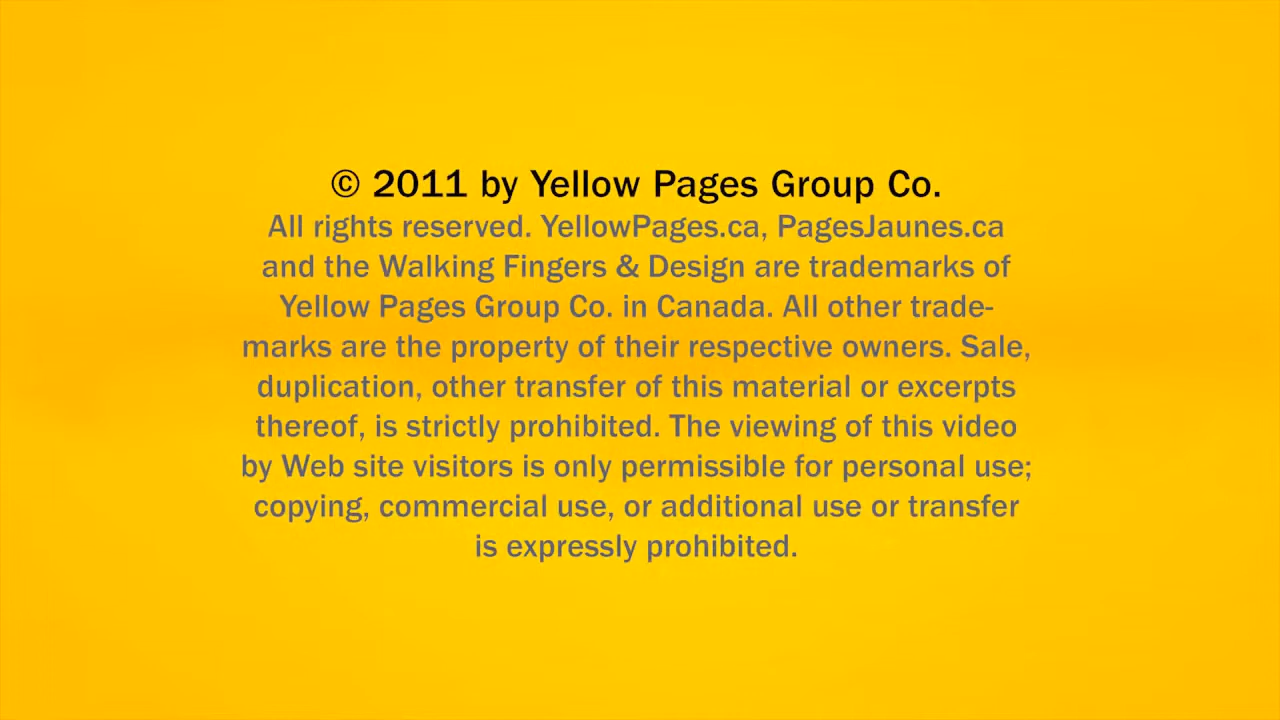 © 2011 by Yellow Pages Group Co.
All rights reserved. YellowPages.ca, PagesJaunes.ca
and the Walking Fingers & Design are trademarks of
Yellow Pages Group Co. in Canada. All other trade-
marks are the property of their respective owners. Sale,
duplication, other transfer of this material or excerpts
thereof, is strictly prohibited. The viewing of this video
by Web site visitors is only permissible for personal use;
copying, commercial use, or additional use or transfer
is expressly prohibited.